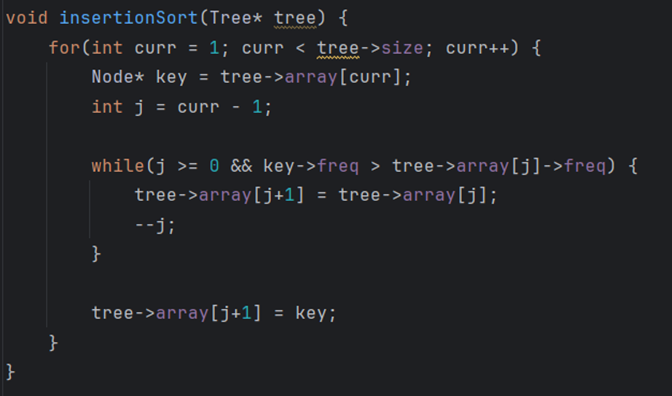 void insertionSort(Tree* tree) {
    for(int curr = 1; curr < tree->size; curr++) {
        Node* key = tree->array[curr];
        int j = curr - 1;

        while(j >= 0 && key->freq > tree->array[j]->freq) {
            tree->array[j+1] = tree->array[j];
            --j;
        }

        tree->array[j+1] = key;
    }
}